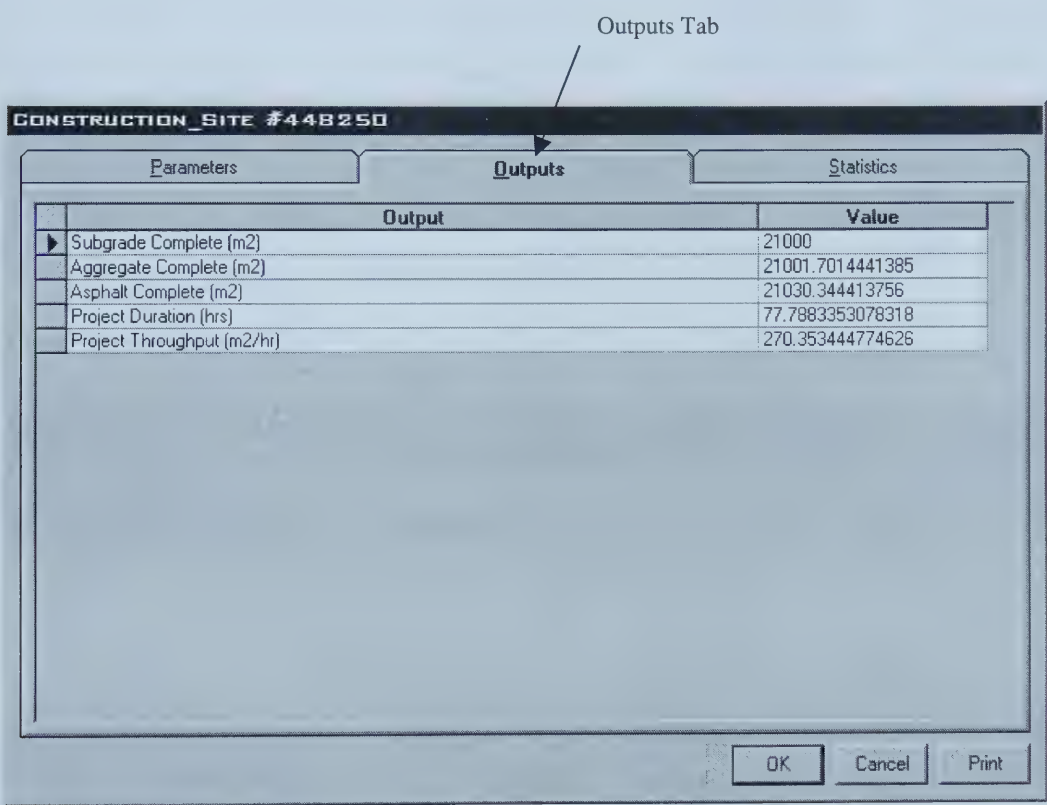 Outputs Tab
CONSTRUCTION_SITE #448250
Parameters Outputs Statistics
Output Value
Subgrade Complete (m2) 21000
Aggregate Complete (m2) 21001.7014441385
Asphalt Complete (m2) 21030.344413756
Project Duration (hrs) 77.7883353078318
Project Throughput (m2/hr) 270.353444774626
OK Cancel Print